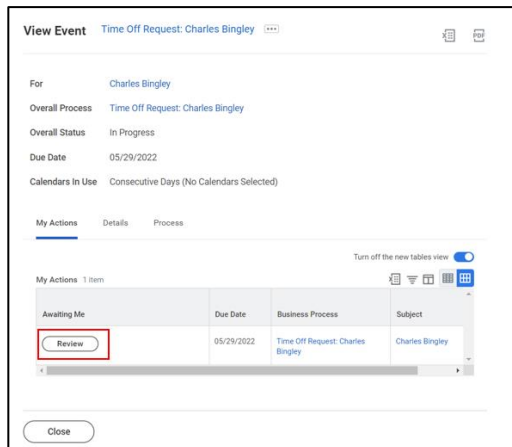 View Event Time Off Request: Charles Bingley
PDF
For Charles Bingley
Overall Process Time Off Request: Charles Bingley
Overall Status In Progress
Due Date 05/29/2022
Calendars In Use Consecutive Days (No Calendars Selected)
My Actions Details Process
Turn off the new tables view
My Actions 1 item
Awaiting Me Due Date Business Process Subject
Review 05/29/2022 Time Off Request: Charles Charles Bingley
Bingley
Close